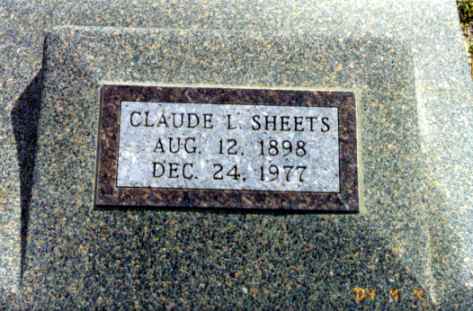 CLAUDE L. SHEETS
AUG. 12, 1898
DEC. 24, 1977